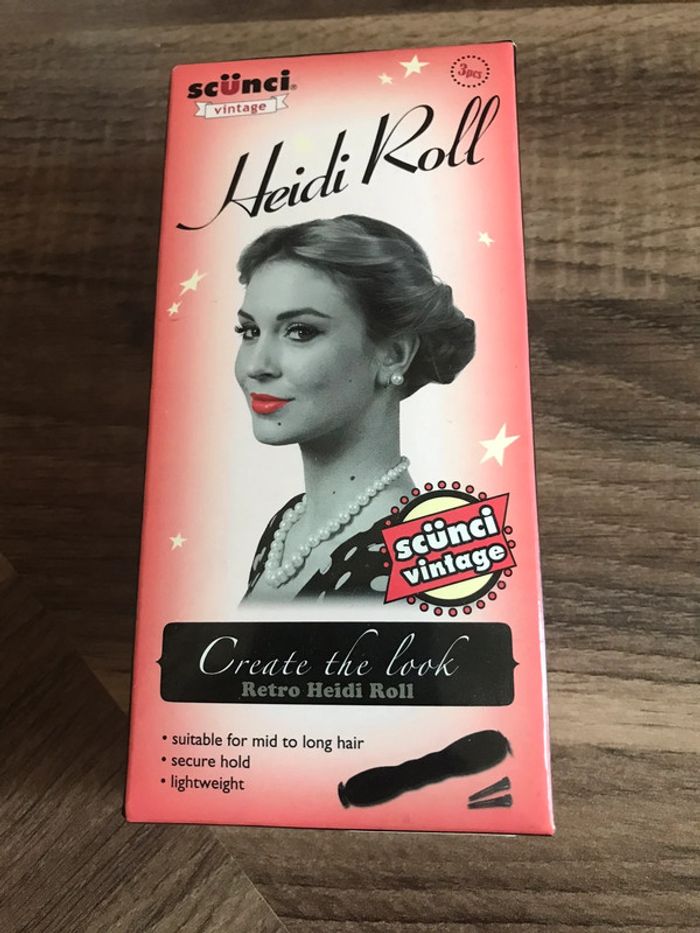 scünci®
vintage
3pcs
Heidi Roll
scünci
vintage
Create the look
Retro Heidi Roll
• suitable for mid to long hair
• secure hold
• lightweight